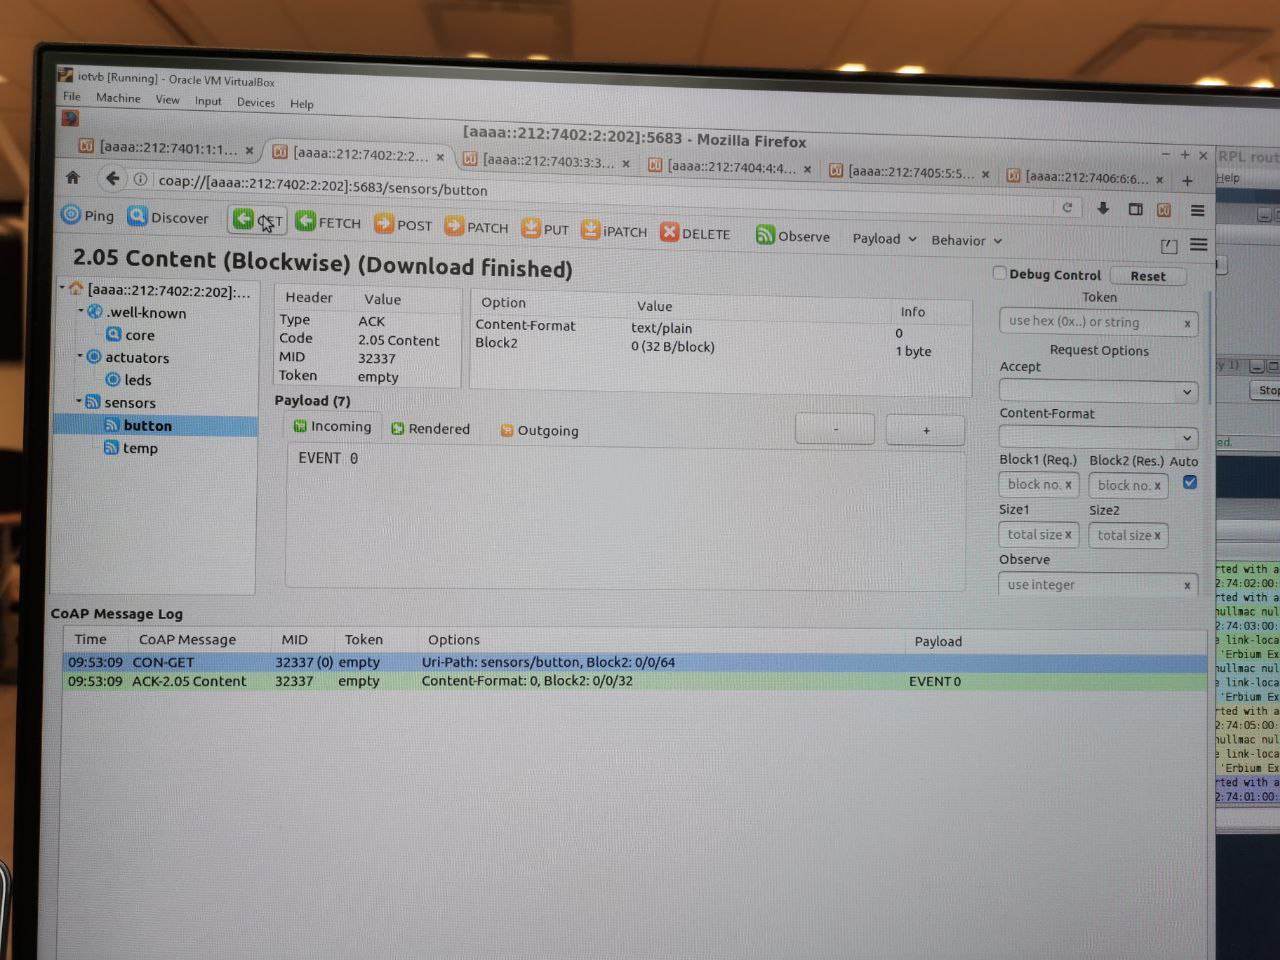 iotvb [Running] - Oracle VM VirtualBox
File Machine View Input Devices Help
[aaaa::212:7402:2:202]:5683 - Mozilla Firefox
[aaaa::212:7401:1:1... × [aaaa::212:7402:2:2... × [aaaa::212:7403:3:3... × [aaaa::212:7404:4:4... × [aaaa::212:7405:5:5... × [aaaa::212:7406:6:6... × +
coap://[aaaa::212:7402:2:202]:5683/sensors/button
Ping Discover GET FETCH POST PATCH PUT iPATCH DELETE Observe Payload Behavior
2.05 Content (Blockwise) (Download finished)
Debug Control Reset
[aaaa::212:7402:2:202]:...
.well-known
core
actuators
leds
sensors
button
temp
Header Value
Type ACK
Code 2.05 Content
MID 32337
Token empty
Option Value Info
Content-Format text/plain 0
Block2 0 (32 B/block) 1 byte
Payload (7)
Incoming Rendered Outgoing - +
EVENT 0
Token
use hex (0x..) or string x
Request Options
Accept
Content-Format
Block1 (Req.) Block2 (Res.) Auto
block no. x block no. x
Size1 Size2
total size x total size x
Observe
use integer x
CoAP Message Log
Time CoAP Message MID Token Options Payload
09:53:09 CON-GET 32337 (0) empty Uri-Path: sensors/button, Block2: 0/0/64
09:53:09 ACK-2.05 Content 32337 empty Content-Format: 0, Block2: 0/0/32 EVENT 0
RPL rout
Help
Stop
ed.
rted with a
2:74:02:00:
rted with a
nullmac nul
2:74:03:00:
e link-loca
'Erbium Ex
nullmac nul
e link-loca
'Erbium Ex
rted with a
2:74:05:00:
nullmac nul
e link-loca
'Erbium Ex
rted with a
2:74:01:00: